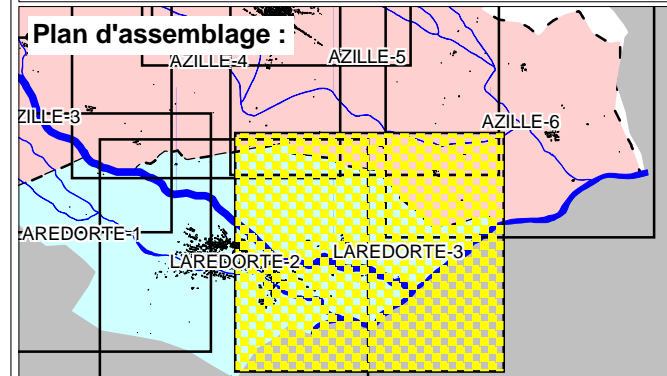 Plan d'assemblage :
AZILLE-4
AZILLE-5
ZILLE-3
AZILLE-6
LAREDORTE-1
LAREDORTE-2
LAREDORTE-3